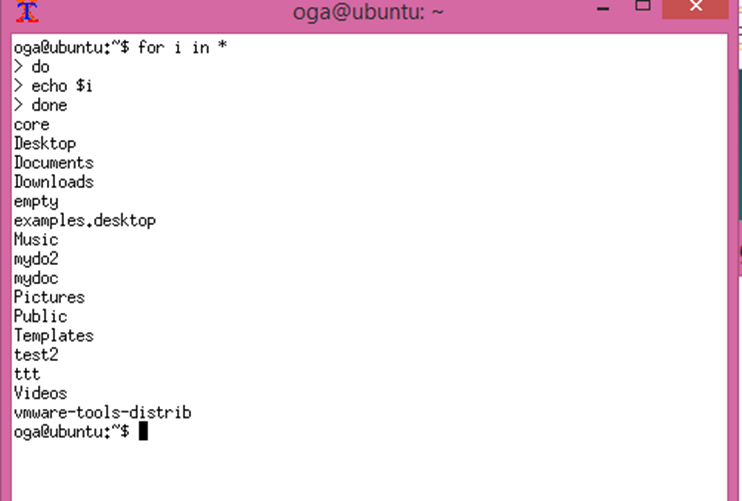 oga@ubuntu: ~
oga@ubuntu:~$ for i in *
> do
> echo $i
> done
core
Desktop
Documents
Downloads
empty
examples.desktop
Music
mydo2
mydoc
Pictures
Public
Templates
test2
ttt
Videos
vmware-tools-distrib
oga@ubuntu:~$